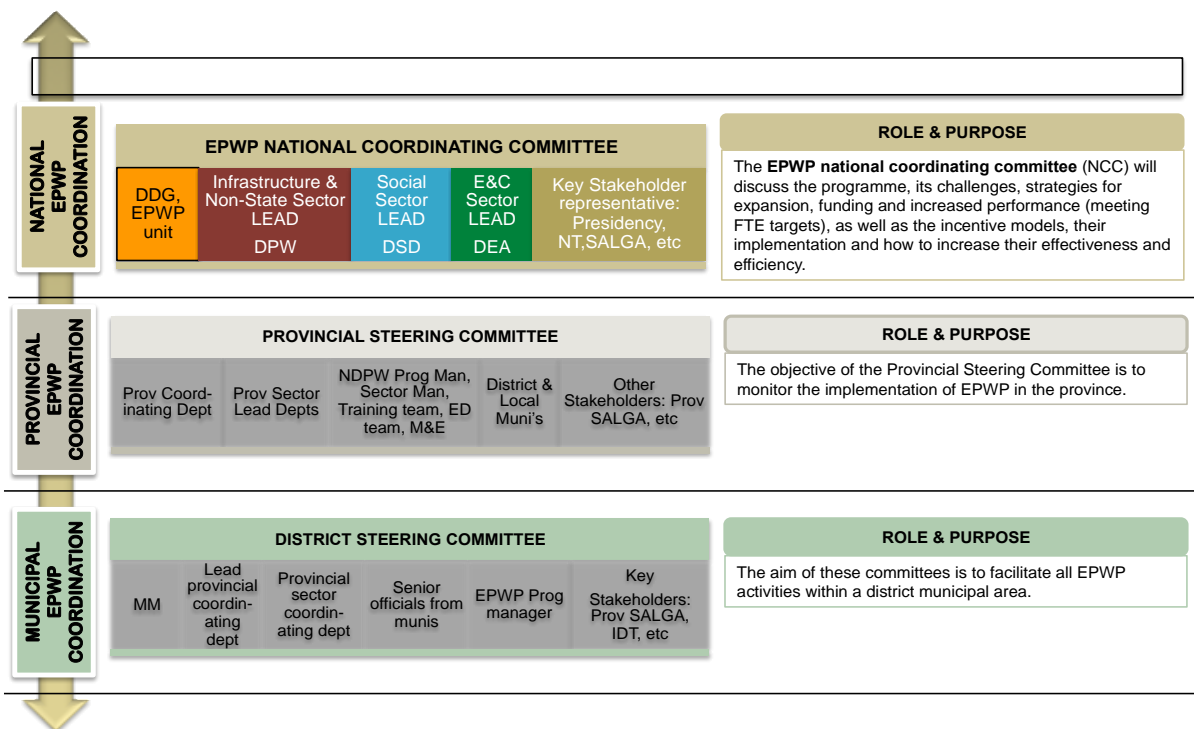 NATIONAL
EPWP
COORDINATION
EPWP NATIONAL COORDINATING COMMITTEE
DDG,
EPWP
unit
Infrastructure &
Non-State Sector
LEAD
DPW
Social
Sector
LEAD
DSD
E&C
Sector
LEAD
DEA
Key Stakeholder
representative:
Presidency,
NT,SALGA, etc
ROLE & PURPOSE
The EPWP national coordinating committee (NCC) will
discuss the programme, its challenges, strategies for
expansion, funding and increased performance (meeting
FTE targets), as well as the incentive models, their
implementation and how to increase their effectiveness and
efficiency.
PROVINCIAL
EPWP
COORDINATION
PROVINCIAL STEERING COMMITTEE
Prov Coord-
inating Dept
Prov Sector
Lead Depts
NDPW Prog Man,
Sector Man,
Training team, ED
team, M&E
District &
Local
Muni's
Other
Stakeholders: Prov
SALGA, etc
ROLE & PURPOSE
The objective of the Provincial Steering Committee is to
monitor the implementation of EPWP in the province.
MUNICIPAL
EPWP
COORDINATION
DISTRICT STEERING COMMITTEE
MM
Lead
provincial
coordin-
ating
dept
Provincial
sector
coordin-
ating dept
Senior
officials from
munis
EPWP Prog
manager
Key
Stakeholders:
Prov SALGA,
IDT, etc
ROLE & PURPOSE
The aim of these committees is to facilitate all EPWP
activities within a district municipal area.